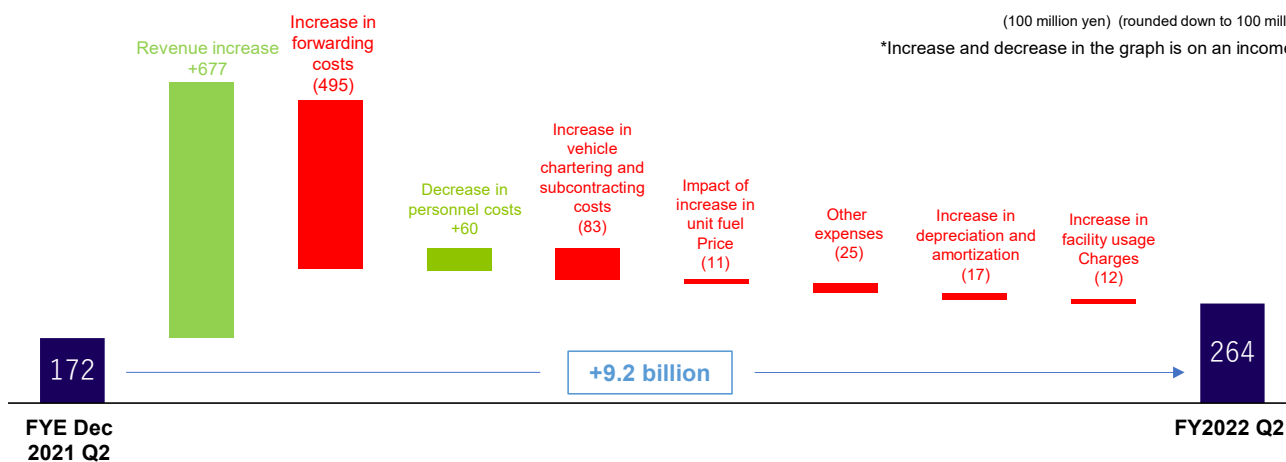 (100 million yen) (rounded down to 100 mill
*Increase and decrease in the graph is on an income
Revenue increase
+677
Increase in
forwarding
costs
(495)
Decrease in
personnel costs
+60
Increase in
vehicle
chartering and
subcontracting
costs
(83)
Impact of
increase in
unit fuel
Price
(11)
Other
expenses
(25)
Increase in
depreciation and
amortization
(17)
Increase in
facility usage
Charges
(12)
172
+9.2 billion
264
FYE Dec
2021 Q2
FY2022 Q2